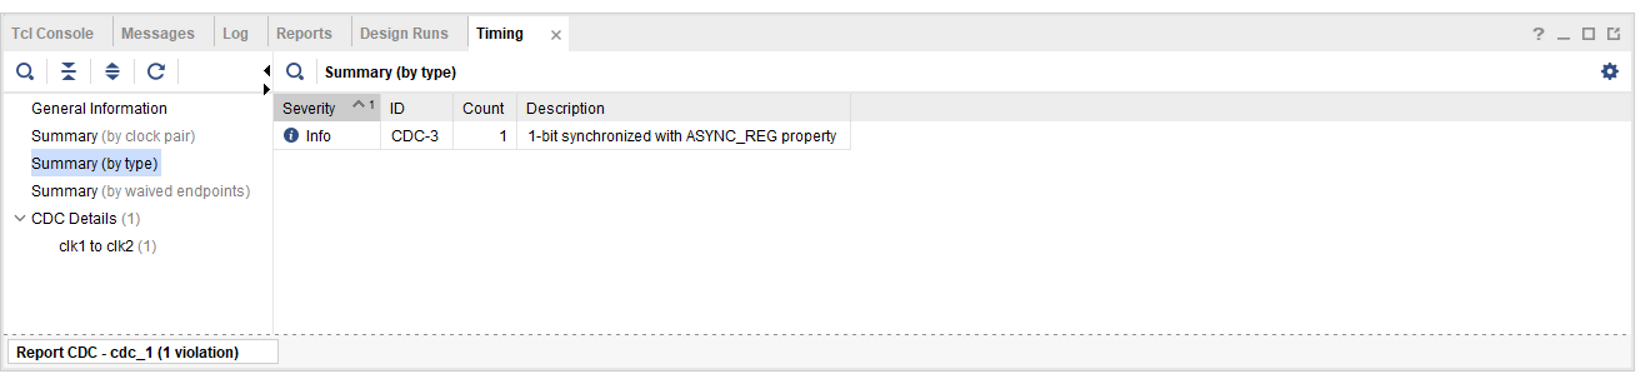 Tcl Console Messages Log Reports Design Runs Timing
Summary (by type)
General Information
Summary (by clock pair)
Summary (by type)
Summary (by waived endpoints)
CDC Details (1)
clk1 to clk2 (1)
Severity 1 ID Count Description
Info CDC-3 1 1-bit synchronized with ASYNC_REG property
Report CDC - cdc_1 (1 violation)